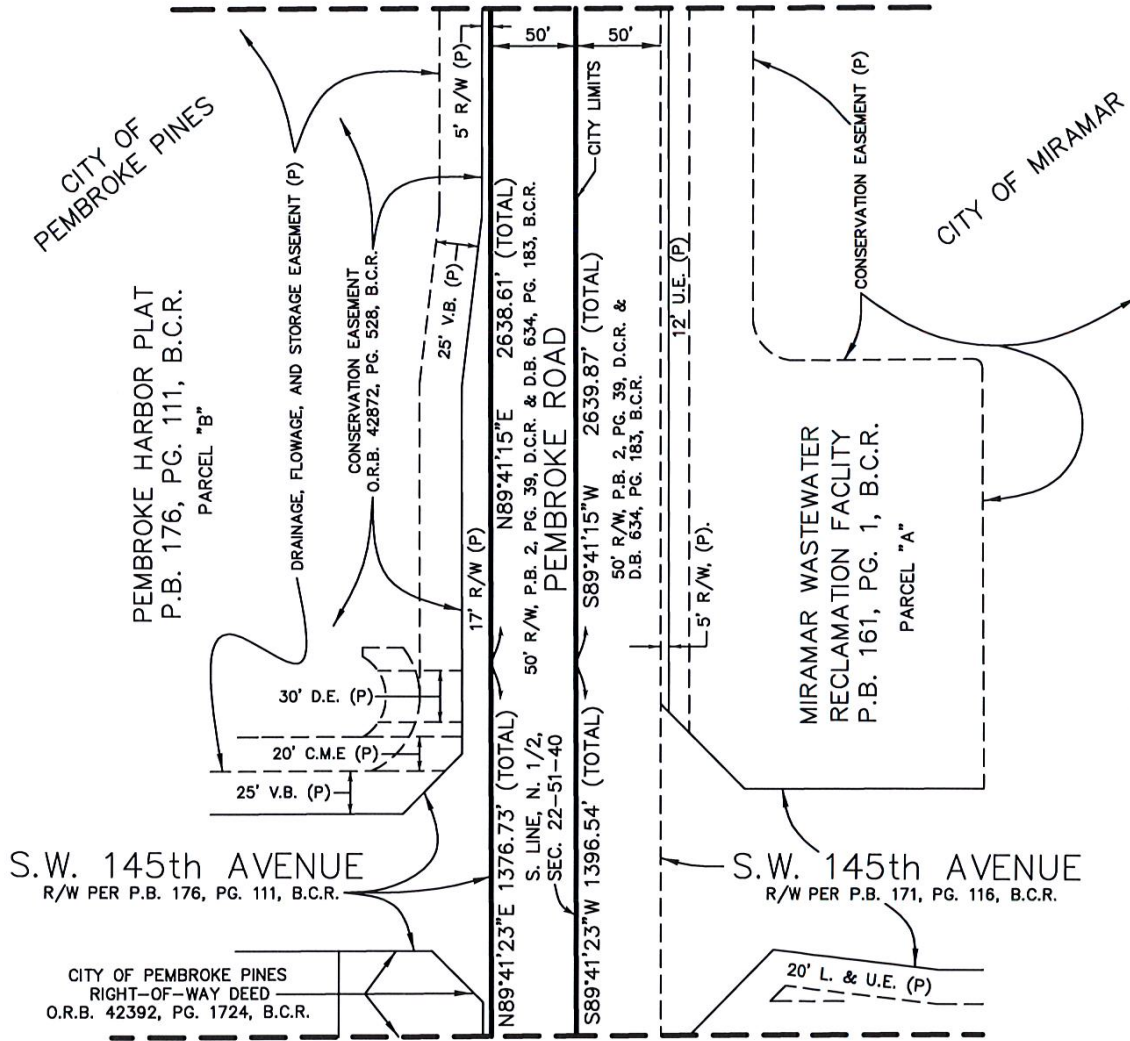 50'
50'
5' R/W (P)
CITY LIMITS
CITY OF
PEMBROKE PINES
DRAINAGE, FLOWAGE, AND STORAGE EASEMENT (P)
CONSERVATION EASEMENT
O.R.B. 42872, PG. 528, B.C.R.
25' V.B. (P)
PEMBROKE HARBOR PLAT
P.B. 176, PG. 111, B.C.R.
PARCEL "B"
17' R/W (P)
N89°41'15"E 2638.61' (TOTAL)
50' R/W, P.B. 2, PG. 39, D.C.R. & D.B. 634, PG. 183, B.C.R.
PEMBROKE ROAD
S89°41'15"W 2639.87' (TOTAL)
50' R/W, P.B. 2, PG. 39, D.C.R. &
D.B. 634, PG. 183, B.C.R.
12' U.E. (P)
5' R/W, (P).
CONSERVATION EASEMENT (P)
CITY OF MIRAMAR
MIRAMAR WASTEWATER
RECLAMATION FACLITY
P.B. 161, PG. 1, B.C.R.
PARCEL "A"
30' D.E. (P)
20' C.M.E (P)
25' V.B. (P)
N89°41'23"E 1376.73' (TOTAL)
S. LINE, N. 1/2,
SEC. 22-51-40
S89°41'23"W 1396.54' (TOTAL)
S.W. 145th AVENUE
R/W PER P.B. 176, PG. 111, B.C.R.
S.W. 145th AVENUE
R/W PER P.B. 171, PG. 116, B.C.R.
CITY OF PEMBROKE PINES
RIGHT-OF-WAY DEED
O.R.B. 42392, PG. 1724, B.C.R.
20' L. & U.E. (P)